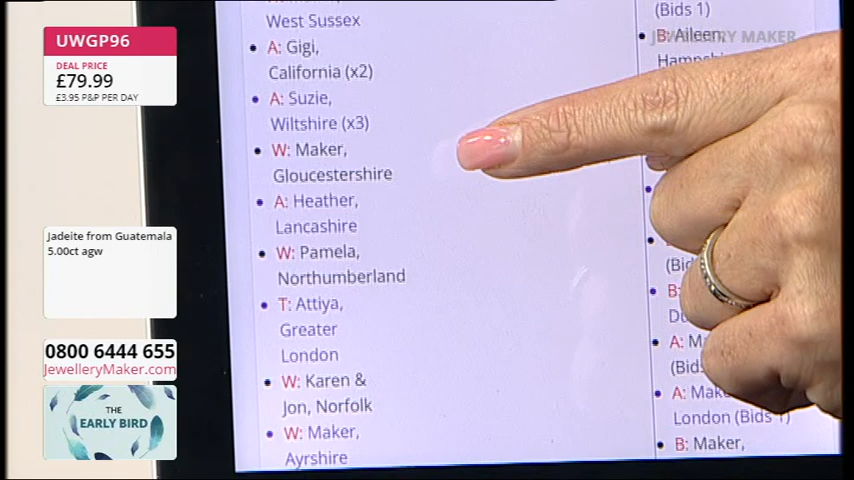 UWGP96
DEAL PRICE
£79.99
£3.95 P&P PER DAY
Jadeite from Guatemala
5.00ct agw
0800 6444 655
JewelleryMaker.com
THE
EARLY BIRD
West Sussex
A: Gigi,
California (x2)
A: Suzie,
Wiltshire (x3)
W: Maker,
Gloucestershire
A: Heather,
Lancashire
W: Pamela,
Northumberland
T: Attiya,
Greater
London
W: Karen &
Jon, Norfolk
W: Maker,
Ayrshire
(Bids 1)
B: Aileen,
JEWELLERY MAKER
B:
A:
A:
London (Bids 1)
B: Maker,